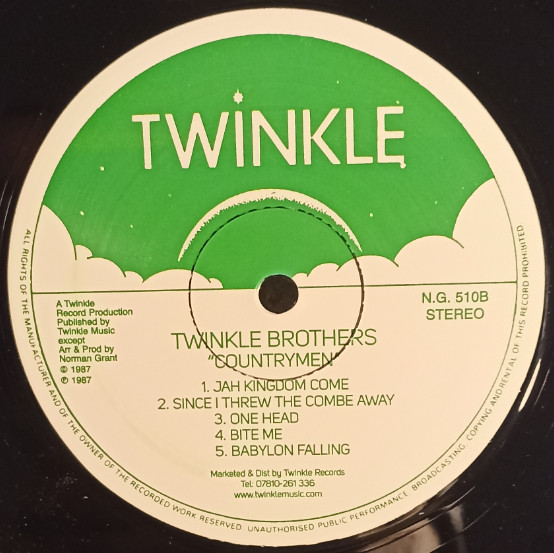 TWINKLE
A Twinkle
Record Production
Published by
Twinkle Music
except
Art & Prod by
Norman Grant
© 1987
℗ 1987
N.G. 510B
STEREO
TWINKLE BROTHERS
"COUNTRYMEN"
1. JAH KINGDOM COME
2. SINCE I THREW THE COMBE AWAY
3. ONE HEAD
4. BITE ME
5. BABYLON FALLING
Marketed & Dist by Twinkle Records
Tel: 07810-261 336
www.twinklemusic.com
ALL RIGHTS OF THE MANUFACTURER AND OF THE OWNER OF THE RECORDED WORK RESERVED. UNAUTHORISED PUBLIC PERFORMANCE. BROADCASTING. COPYING ANDRENTAL OF THIS RECORD PROHIBITED